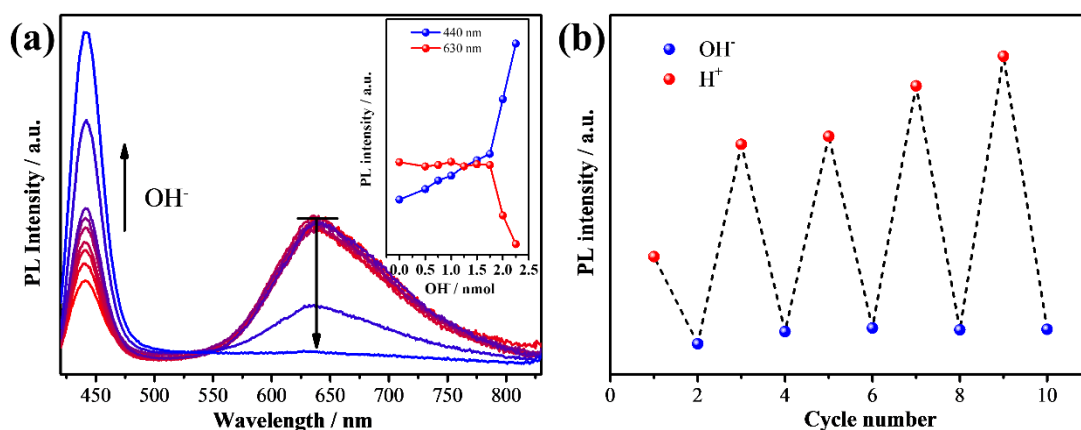 (a)
PL Intensity / a.u.
OH⁻
450 500 550 600 650 700 750 800
Wavelength / nm
440 nm
630 nm
PL intensity / a.u.
0.0 0.5 1.0 1.5 2.0 2.5
OH⁻/ nmol
(b)
OH⁻
H⁺
PL intensity / a.u.
0 2 4 6 8 10
Cycle number